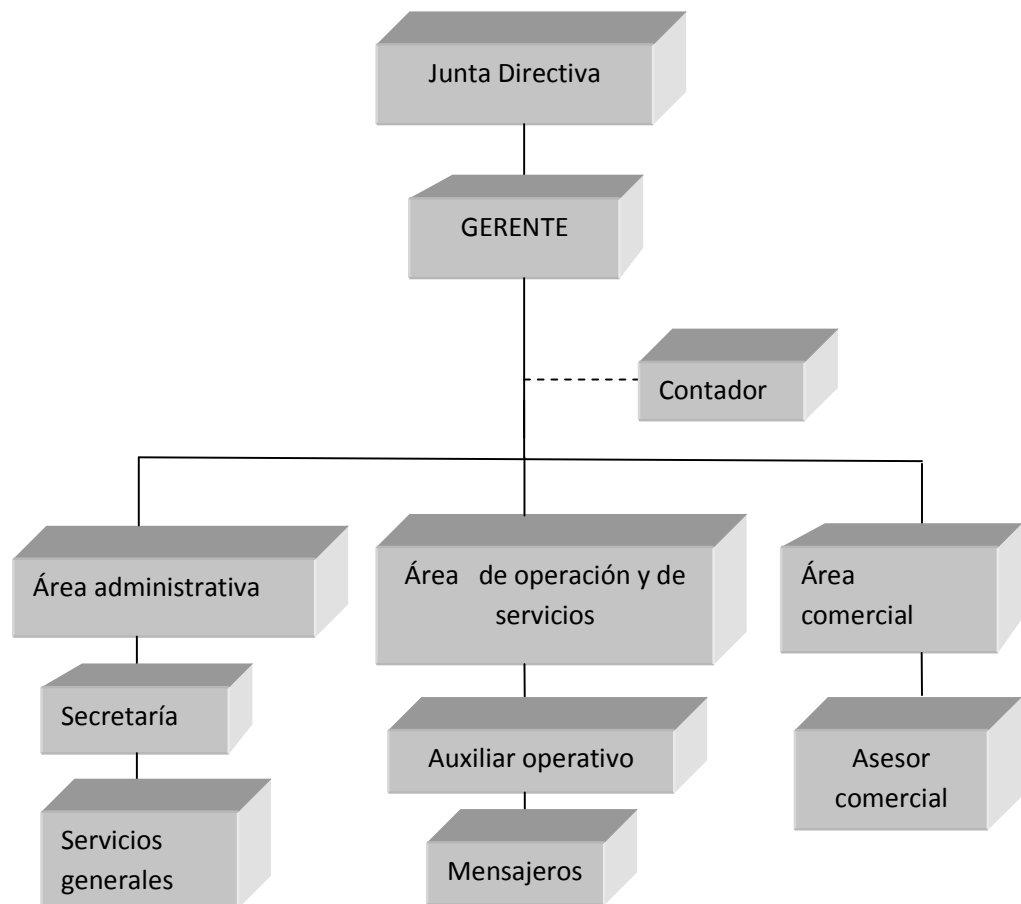 Junta Directiva
GERENTE
Contador
Área administrativa
Área de operación y de
servicios
Área
comercial
Secretaría
Auxiliar operativo
Asesor
comercial
Servicios
generales
Mensajeros